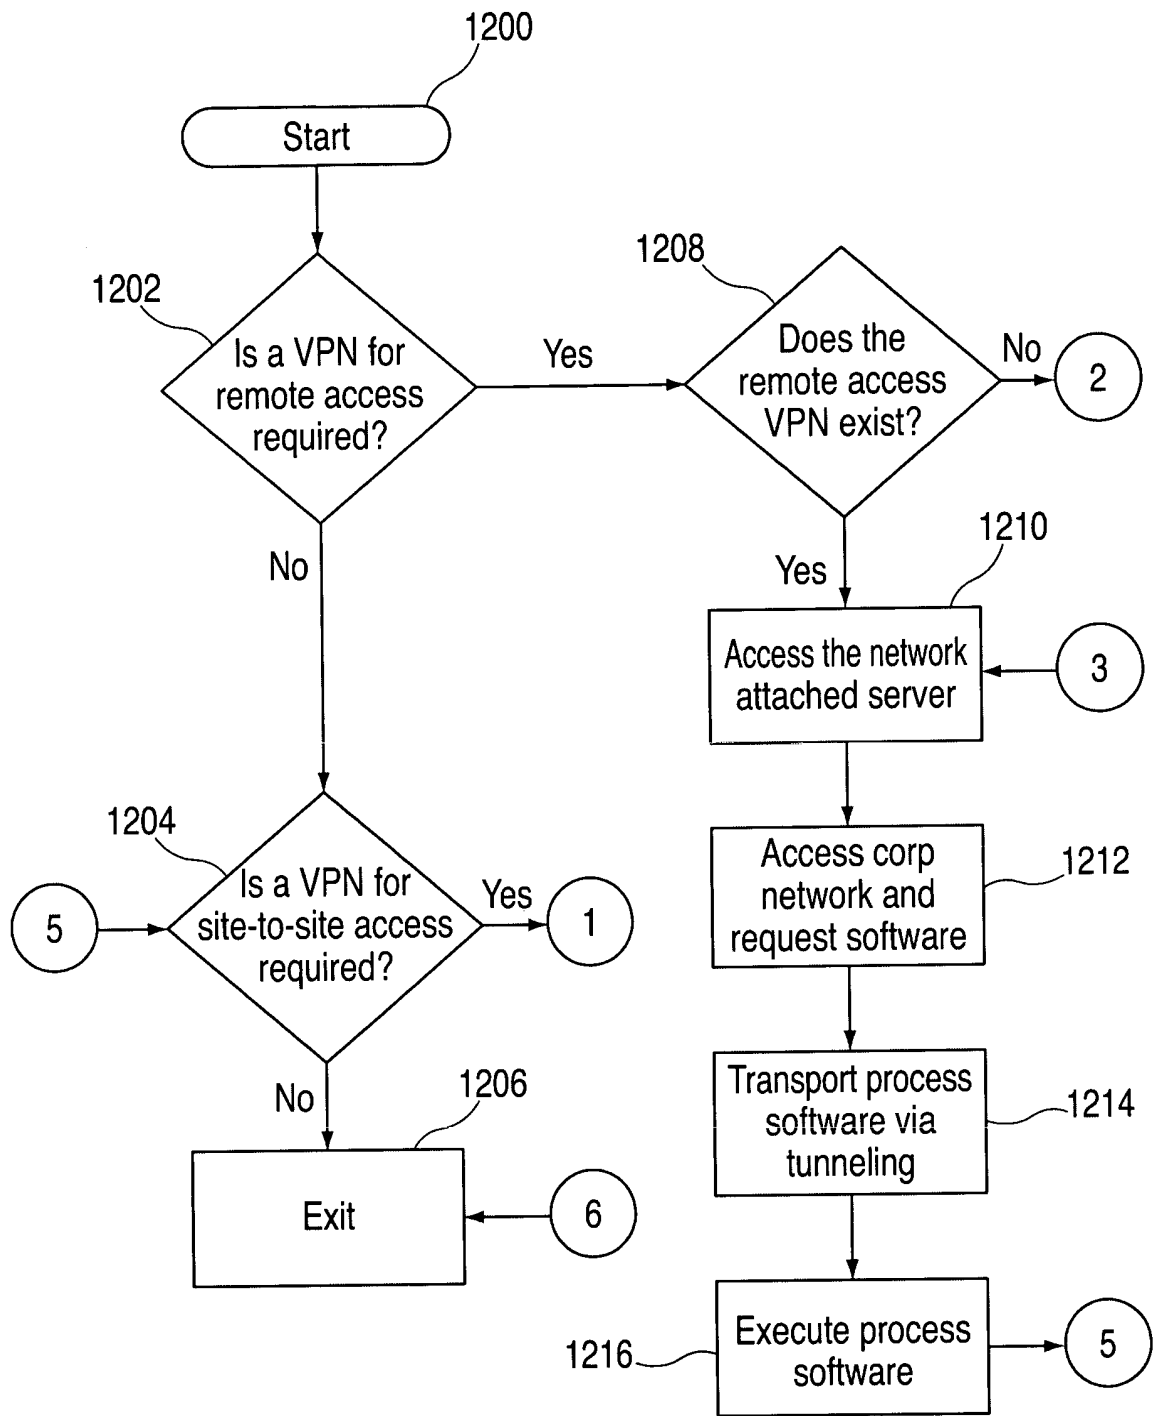 1200
Start
1202
Is a VPN for
remote access
required?
Yes
1208
Does the
remote access
VPN exist?
No
2
No
Yes
1210
Access the network
attached server
3
1204
5
Is a VPN for
site-to-site access
required?
Yes
1
Access corp
network and
request software
1212
No
1206
Exit
6
Transport process
software via
tunneling
1214
1216
Execute process
software
5